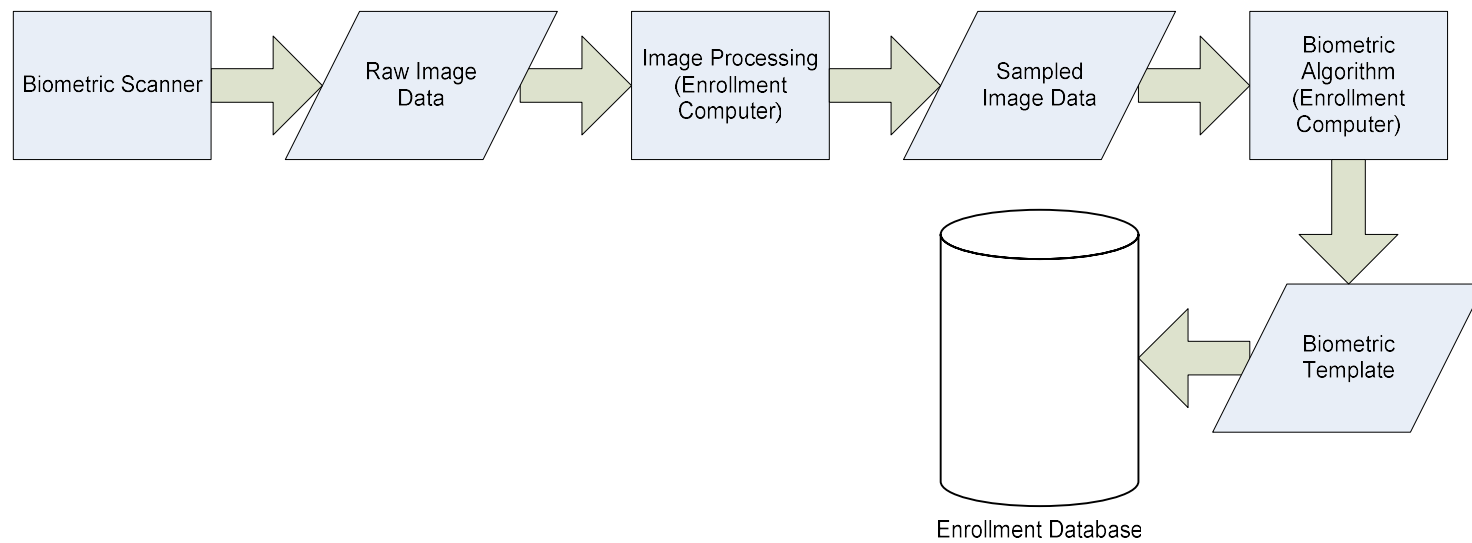 Biometric Scanner
Raw Image
Data
Image Processing
(Enrollment
Computer)
Sampled
Image Data
Biometric
Algorithm
(Enrollment
Computer)
Biometric
Template
Enrollment Database